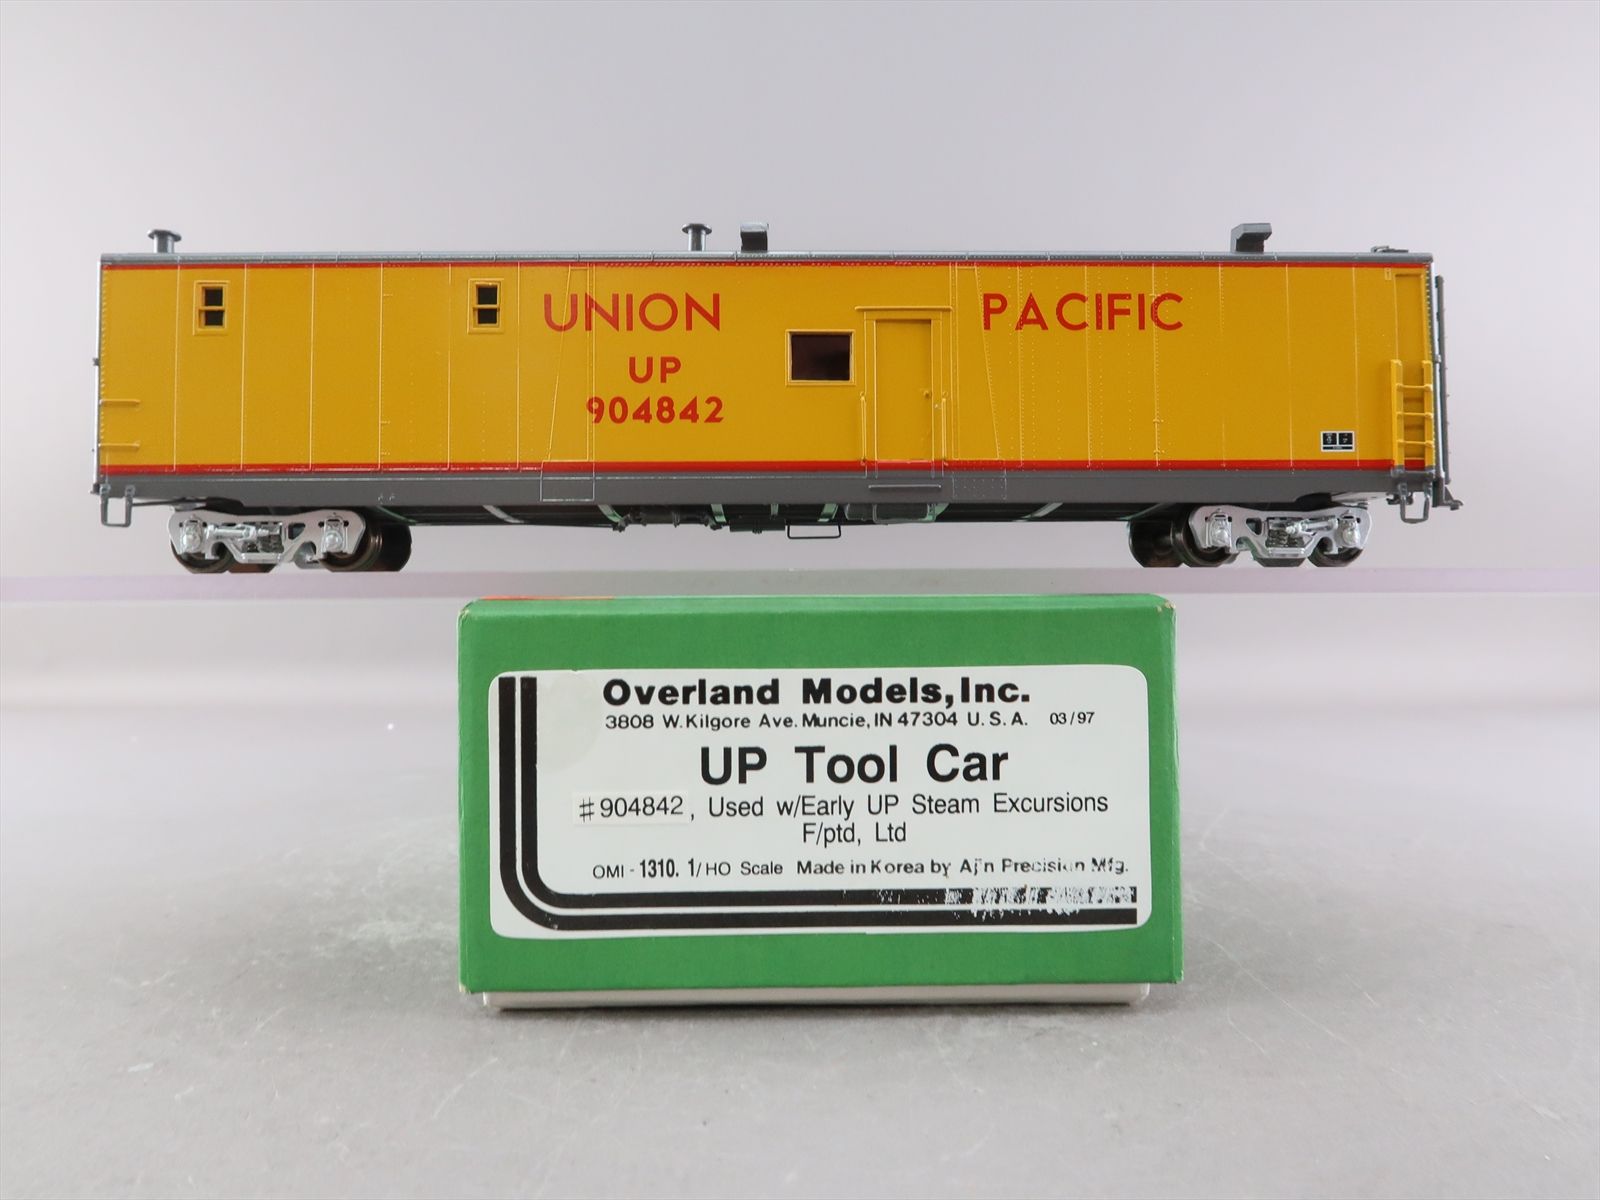 UNION PACIFIC
UP
904842
Overland Models, Inc.
3808 W. Kilgore Ave. Muncie, IN 47304 U. S. A. 03/97
UP Tool Car
#904842, Used w/Early UP Steam Excursions
F/ptd, Ltd
OMI - 1310. 1/ HO Scale Made in Korea by Aj'n Precision Mfg.